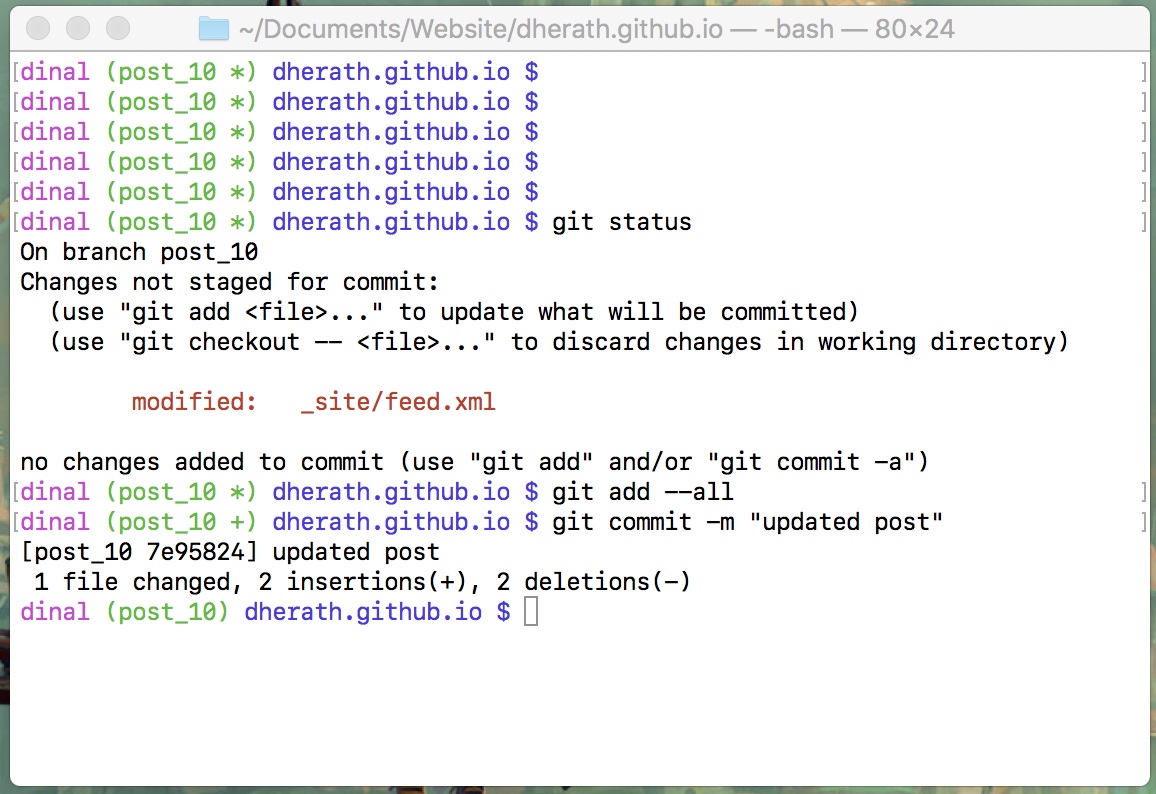 ~/Documents/Website/dherath.github.io — -bash — 80×24
[dinal (post_10 *) dherath.github.io $ ]
[dinal (post_10 *) dherath.github.io $ ]
[dinal (post_10 *) dherath.github.io $ ]
[dinal (post_10 *) dherath.github.io $ ]
[dinal (post_10 *) dherath.github.io $ ]
[dinal (post_10 *) dherath.github.io $ git status ]
On branch post_10
Changes not staged for commit:
  (use "git add <file>..." to update what will be committed)
  (use "git checkout -- <file>..." to discard changes in working directory)
        modified:   _site/feed.xml
no changes added to commit (use "git add" and/or "git commit -a")
[dinal (post_10 *) dherath.github.io $ git add --all ]
[dinal (post_10 +) dherath.github.io $ git commit -m "updated post" ]
[post_10 7e95824] updated post
 1 file changed, 2 insertions(+), 2 deletions(-)
dinal (post_10) dherath.github.io $